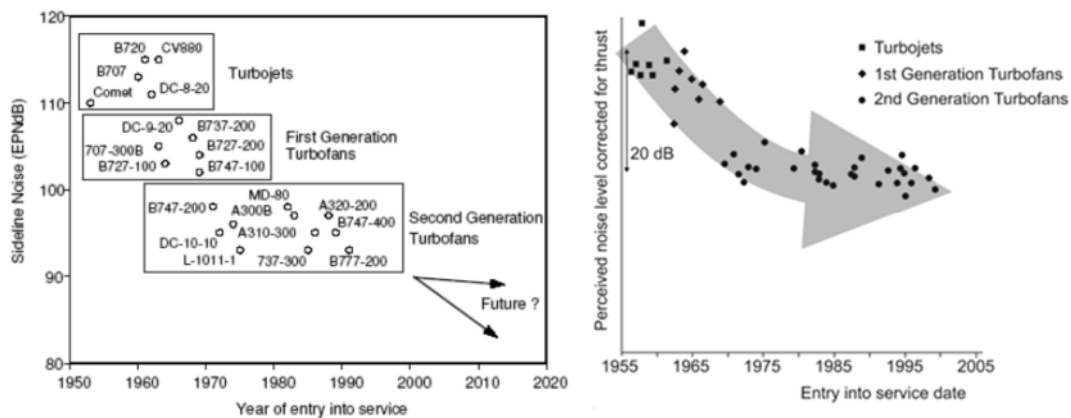 120
110
100
90
80
Sideline Noise (EPNdB)
B720 CV880
B707
Comet DC-8-20
Turbojets
DC-9-20 B737-200
707-300B B727-200
B727-100 B747-100
First Generation
Turbofans
MD-80
B747-200 A300B A320-200
B747-400
DC-10-10 A310-300
L-1011-1 737-300 B777-200
Second Generation
Turbofans
Future ?
1950 1960 1970 1980 1990 2000 2010 2020
Year of entry into service
Perceived noise level corrected for thrust
Turbojets
1st Generation Turbofans
2nd Generation Turbofans
20 dB
1955 1965 1975 1985 1995 2005
Entry into service date